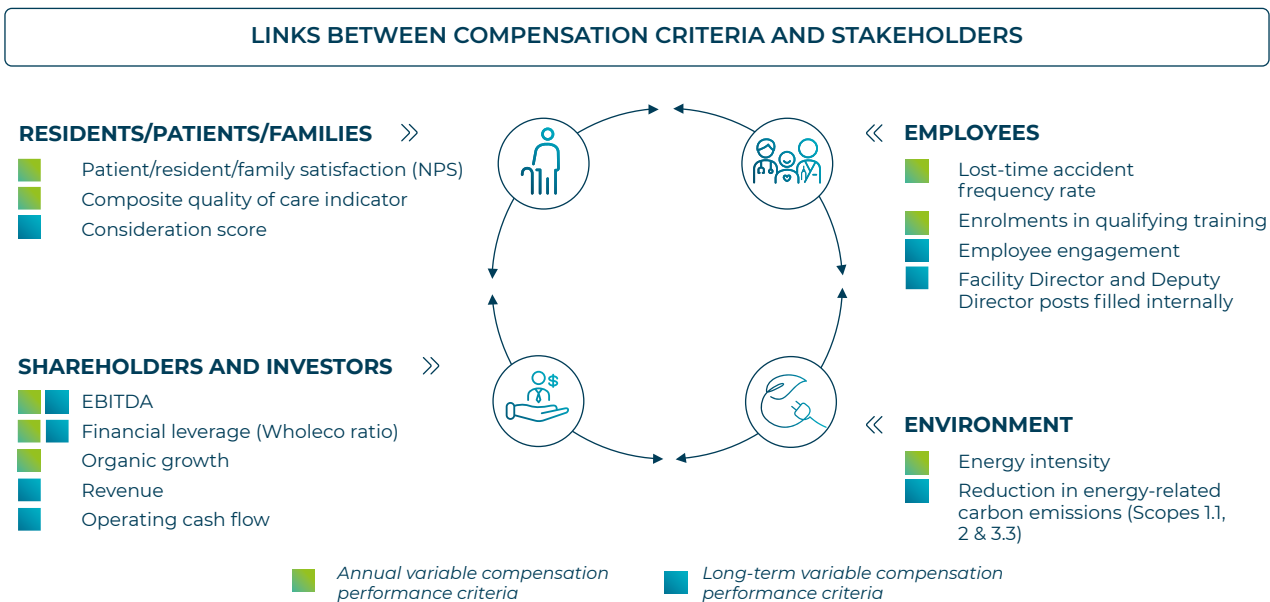 LINKS BETWEEN COMPENSATION CRITERIA AND STAKEHOLDERS
RESIDENTS/PATIENTS/FAMILIES
Patient/resident/family satisfaction (NPS)
Composite quality of care indicator
Consideration score
EMPLOYEES
Lost-time accident
frequency rate
Enrolments in qualifying training
Employee engagement
Facility Director and Deputy
Director posts filled internally
SHAREHOLDERS AND INVESTORS
EBITDA
Financial leverage (Wholeco ratio)
Organic growth
Revenue
Operating cash flow
$
ENVIRONMENT
Energy intensity
Reduction in energy-related
carbon emissions (Scopes 1.1,
2 & 3.3)
Annual variable compensation
performance criteria
Long-term variable compensation
performance criteria